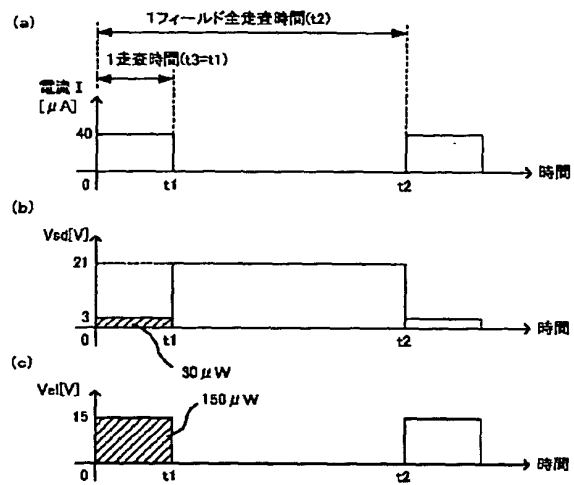 (a)
1フィールド全走査時間(t2)
1走査時間(t3=t1)
電流 I
[μA]
40
0
t1
t2
時間
(b)
Vsd[V]
21
3
0
t1
t2
時間
30μW
(c)
Vel[V]
150μW
15
0
t1
t2
時間